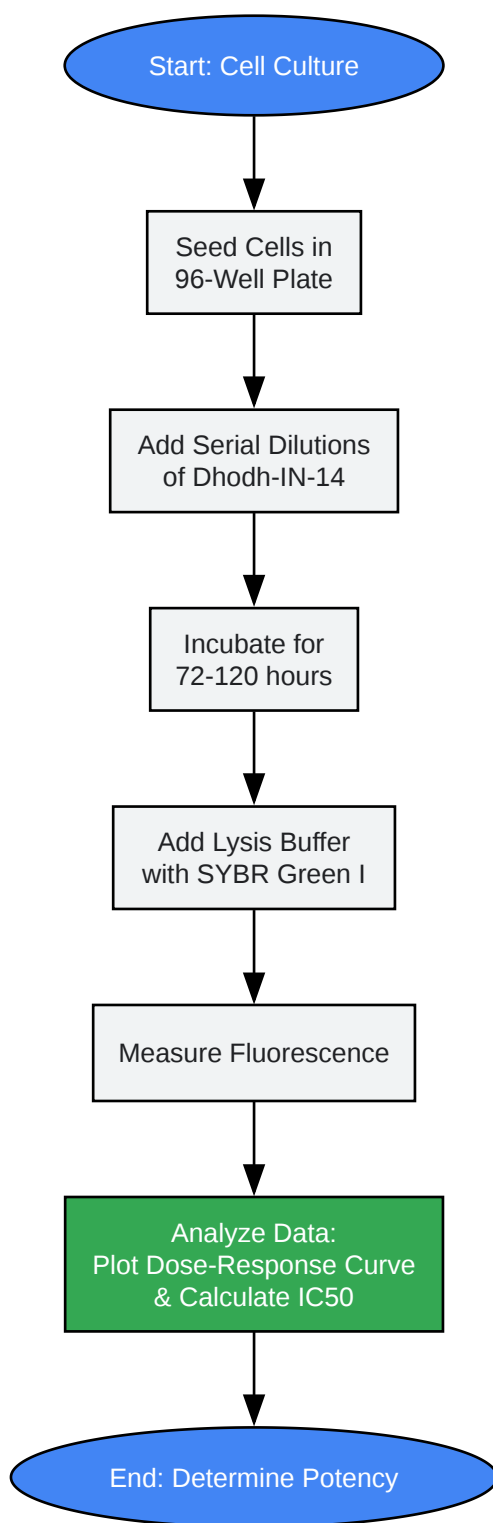 Start: Cell Culture
Seed Cells in
96-Well Plate
Add Serial Dilutions
of Dhodh-IN-14
Incubate for
72-120 hours
Add Lysis Buffer
with SYBR Green I
Measure Fluorescence
Analyze Data:
Plot Dose-Response Curve
& Calculate IC50
End: Determine Potency